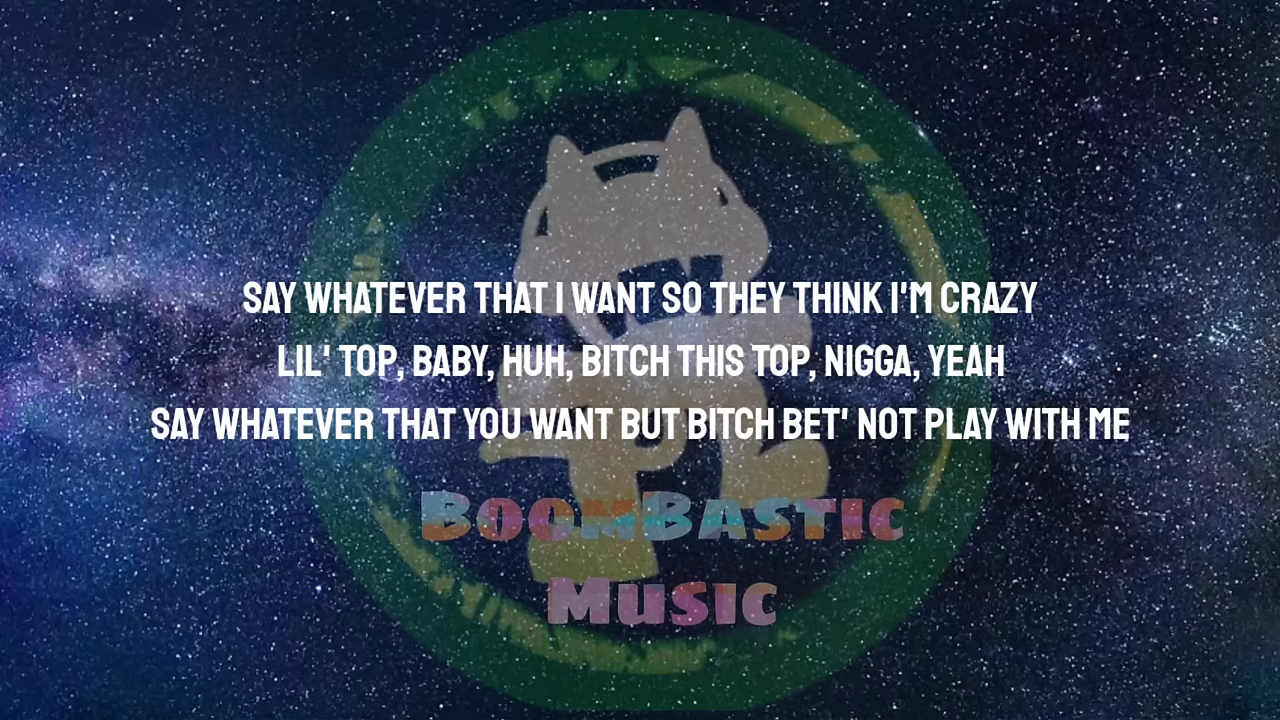 SAY WHATEVER THAT I WANT SO THEY THINK I'M CRAZY
LIL' TOP, BABY, HUH, BITCH THIS TOP, NIGGA, YEAH
SAY WHATEVER THAT YOU WANT BUT BITCH BET' NOT PLAY WITH ME
BOOMBASTIC
MUSIC